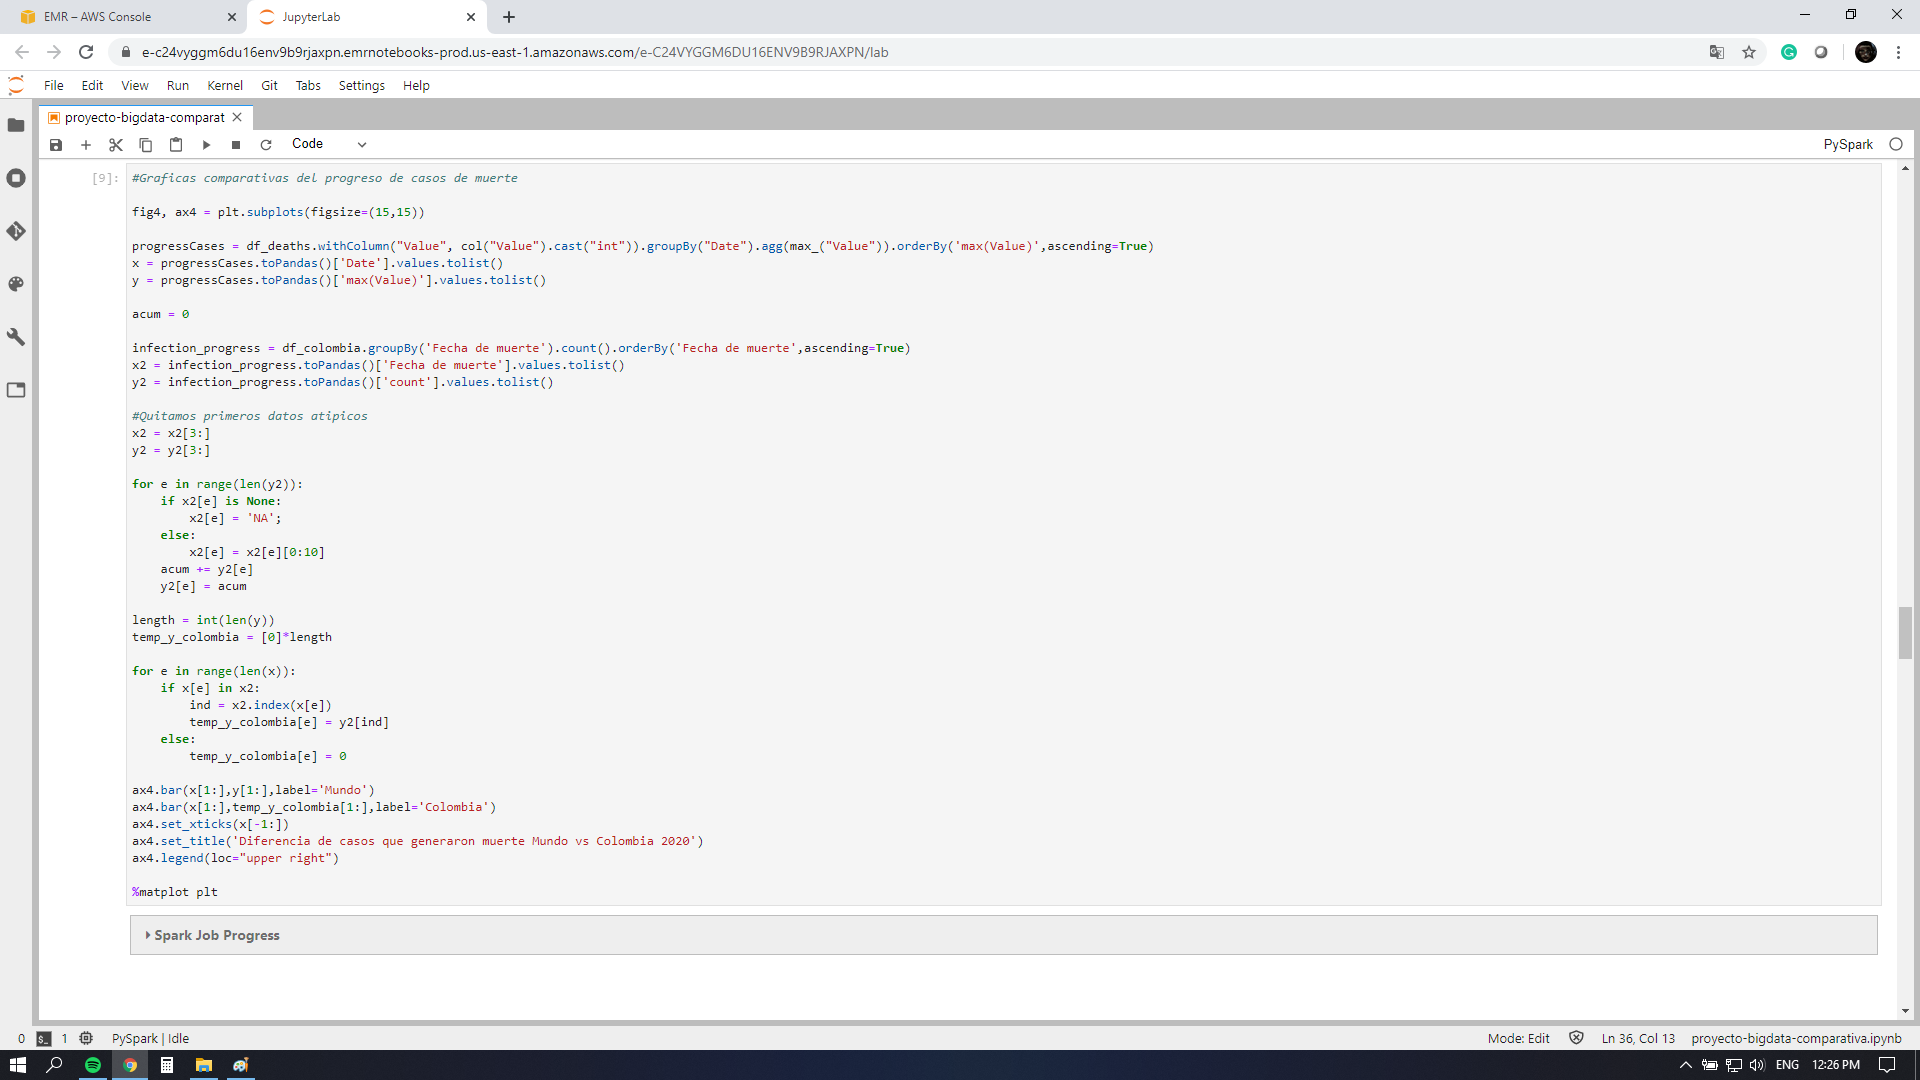 EMR – AWS Console
JupyterLab
e-c24vyggm6du16env9b9rjaxpn.emrnotebooks-prod.us-east-1.amazonaws.com/e-C24VYGGM6DU16ENV9B9RJAXPN/lab
File Edit View Run Kernel Git Tabs Settings Help
proyecto-bigdata-comparat
Code
PySpark
[9]:
#Graficas comparativas del progreso de casos de muerte
fig4, ax4 = plt.subplots(figsize=(15,15))
progressCases = df_deaths.withColumn("Value", col("Value").cast("int")).groupBy("Date").agg(max_("Value")).orderBy('max(Value)',ascending=True)
x = progressCases.toPandas()['Date'].values.tolist()
y = progressCases.toPandas()['max(Value)'].values.tolist()
acum = 0
infection_progress = df_colombia.groupBy('Fecha de muerte').count().orderBy('Fecha de muerte',ascending=True)
x2 = infection_progress.toPandas()['Fecha de muerte'].values.tolist()
y2 = infection_progress.toPandas()['count'].values.tolist()
#Quitamos primeros datos atipicos
x2 = x2[3:]
y2 = y2[3:]
for e in range(len(y2)):
    if x2[e] is None:
        x2[e] = 'NA';
    else:
        x2[e] = x2[e][0:10]
    acum += y2[e]
    y2[e] = acum
length = int(len(y))
temp_y_colombia = [0]*length
for e in range(len(x)):
    if x[e] in x2:
        ind = x2.index(x[e])
        temp_y_colombia[e] = y2[ind]
    else:
        temp_y_colombia[e] = 0
ax4.bar(x[1:],y[1:],label='Mundo')
ax4.bar(x[1:],temp_y_colombia[1:],label='Colombia')
ax4.set_xticks(x[-1:])
ax4.set_title('Diferencia de casos que generaron muerte Mundo vs Colombia 2020')
ax4.legend(loc="upper right")
%matplot plt
Spark Job Progress
0 $_ 1 PySpark | Idle
Mode: Edit Ln 36, Col 13 proyecto-bigdata-comparativa.ipynb
ENG 12:26 PM